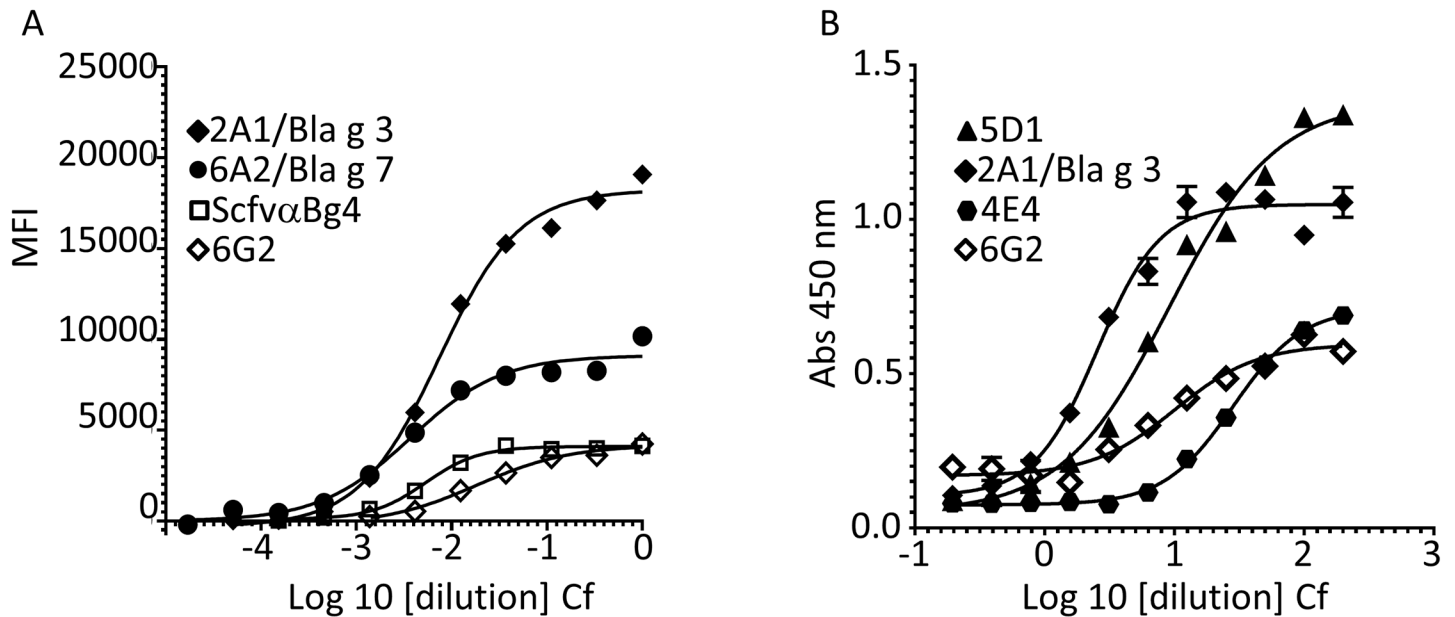 A
25000
20000
15000
10000
5000
0
MFI
2A1/Bla g 3
6A2/Bla g 7
ScfvαBg4
6G2
-4 -3 -2 -1 0
Log 10 [dilution] Cf
B
1.5
1.0
0.5
0.0
Abs 450 nm
5D1
2A1/Bla g 3
4E4
6G2
-1 0 1 2 3
Log 10 [dilution] Cf